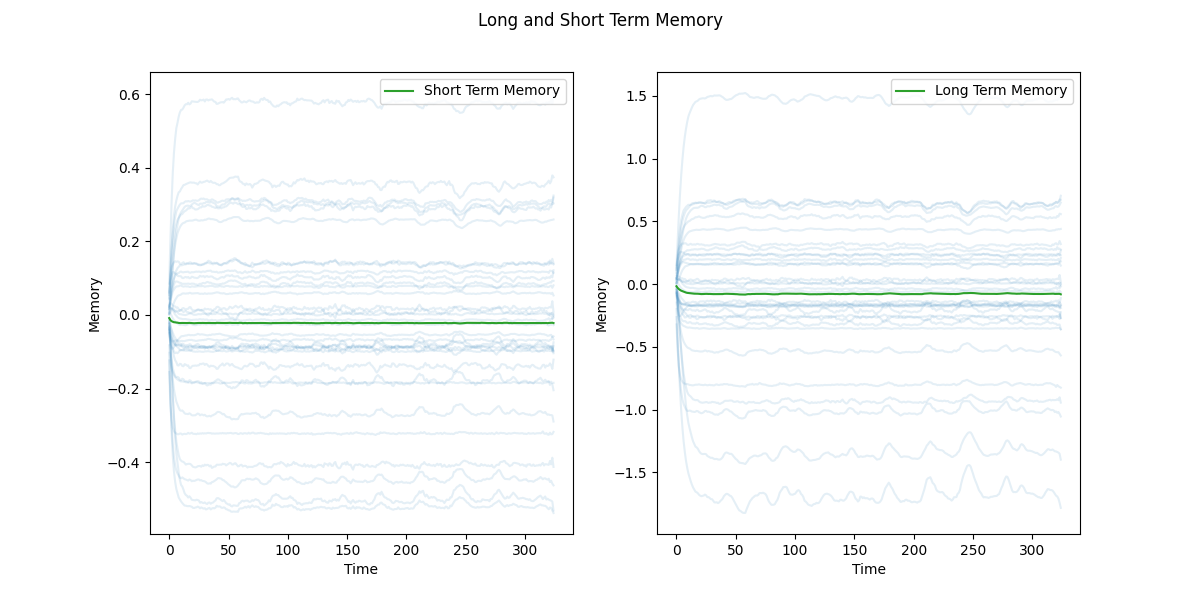 Long and Short Term Memory
Short Term Memory
0.6
0.4
0.2
0.0
−0.2
−0.4
Memory
0 50 100 150 200 250 300
Time
Long Term Memory
1.5
1.0
0.5
0.0
−0.5
−1.0
−1.5
Memory
0 50 100 150 200 250 300
Time